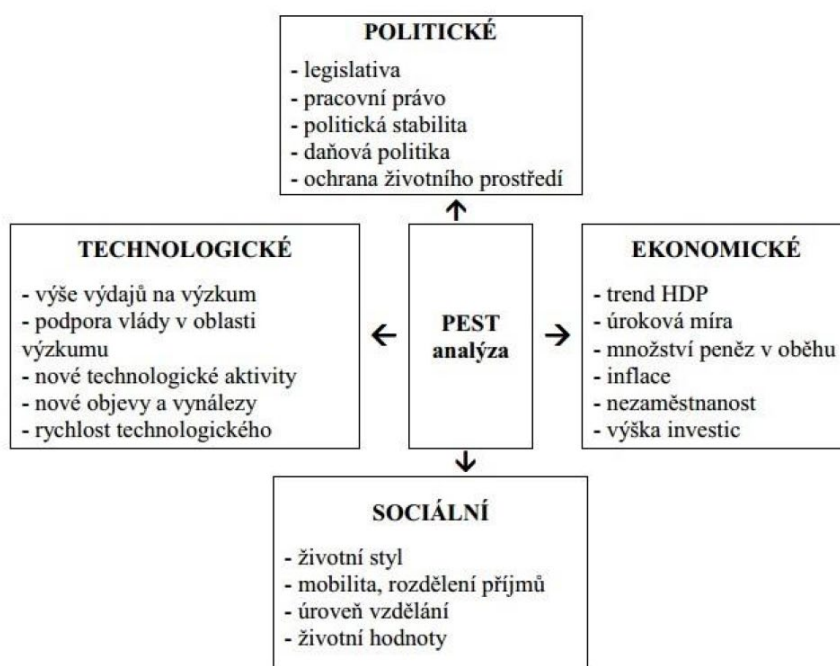 POLITICKÉ
- legislativa
- pracovní právo
- politická stabilita
- daňová politika
- ochrana životního prostředí
TECHNOLOGICKÉ
- výše výdajů na výzkum
- podpora vlády v oblasti
výzkumu
- nové technologické aktivity
- nové objevy a vynálezy
- rychlost technologického
PEST
analýza
EKONOMICKÉ
- trend HDP
- úroková míra
- množství peněz v oběhu
- inflace
- nezaměstnanost
- výška investic
SOCIÁLNÍ
- životní styl
- mobilita, rozdělení příjmů
- úroveň vzdělání
- životní hodnoty